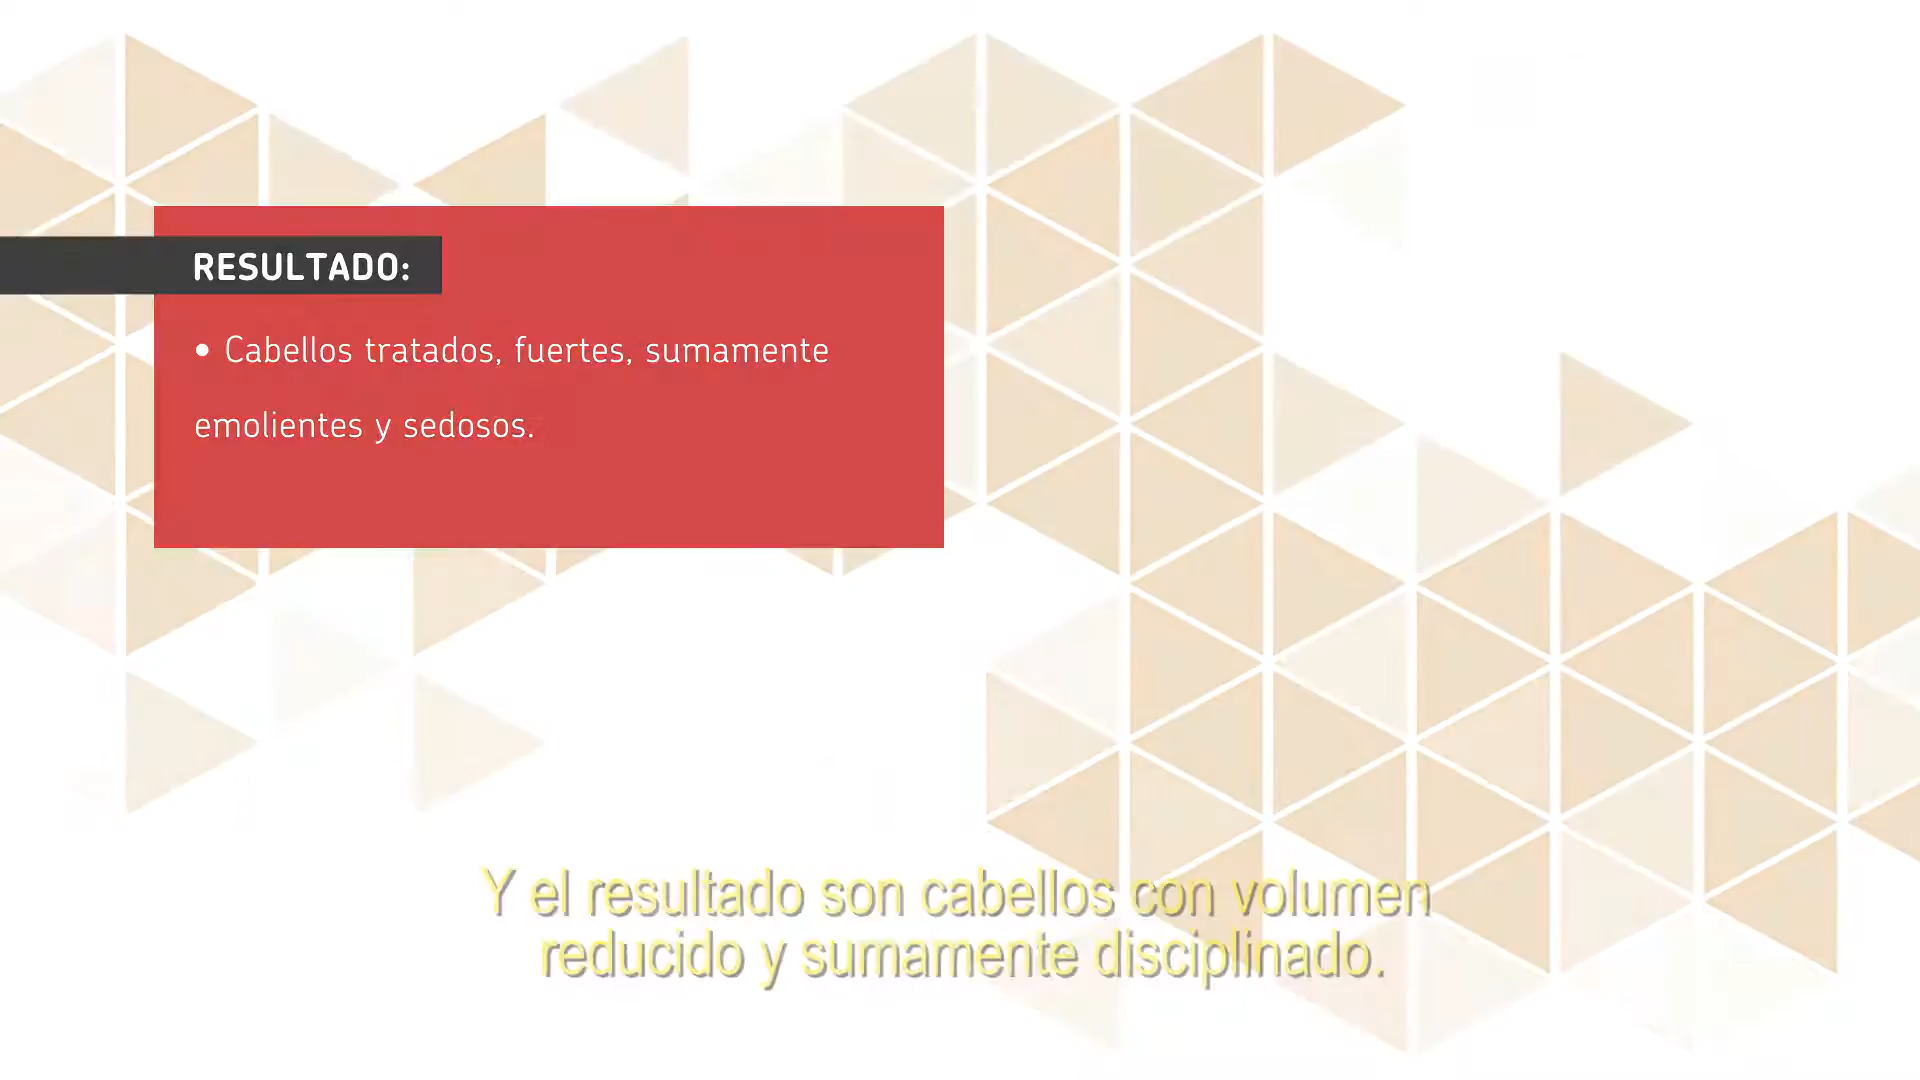 RESULTADO:
• Cabellos tratados, fuertes, sumamente
emolientes y sedosos.
Y el resultado son cabellos con volumen
reducido y sumamente disciplinado.